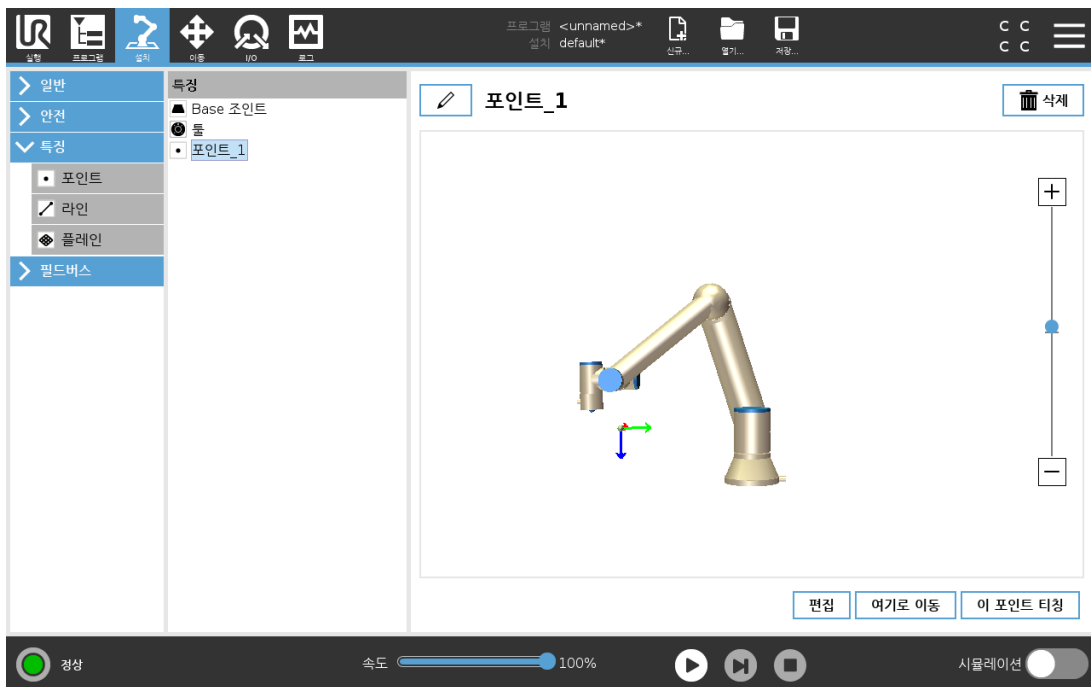 프로그램 <unnamed>*
설치 default*
UR
실행
프로그램
설치
이동
I/O
로그
신규...
열기...
저장...
C C
C C
일반
안전
특징
포인트
라인
플레인
필드버스
특징
Base 조인트
툴
포인트_1
포인트_1
삭제
+
−
편집
여기로 이동
이 포인트 티칭
정상
속도
100%
시뮬레이션